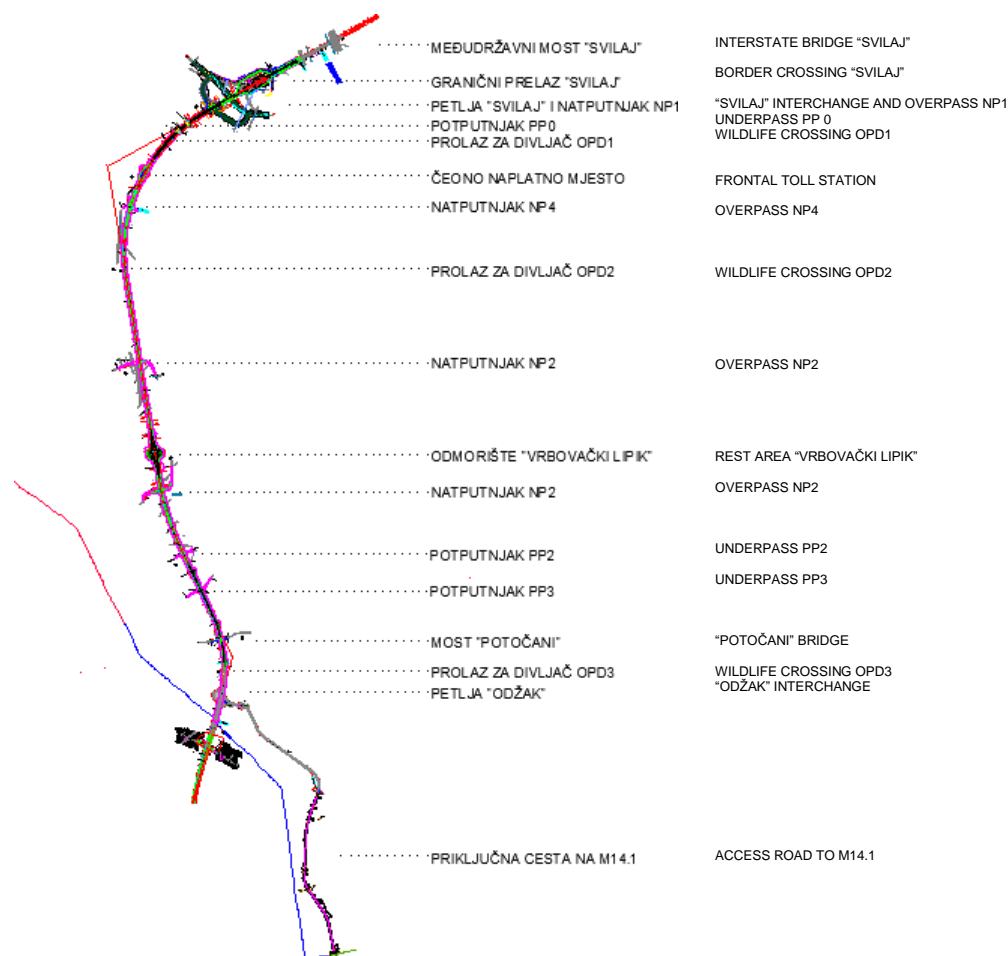 MEĐUDRŽAVNI MOST "SVILAJ"
INTERSTATE BRIDGE “SVILAJ”
GRANIČNI PRELAZ "SVILAJ"
BORDER CROSSING “SVILAJ”
PETLJA "SVILAJ" I NATPUTNJAK NP1
“SVILAJ” INTERCHANGE AND OVERPASS NP1
POTPUTNJAK PP0
UNDERPASS PP 0
PROLAZ ZA DIVLJAČ OPD1
WILDLIFE CROSSING OPD1
ČEONO NAPLATNO MJESTO
FRONTAL TOLL STATION
NATPUTNJAK NP4
OVERPASS NP4
PROLAZ ZA DIVLJAČ OPD2
WILDLIFE CROSSING OPD2
NATPUTNJAK NP2
OVERPASS NP2
ODMORIŠTE "VRBOVAČKI LIPIK"
REST AREA “VRBOVAČKI LIPIK”
NATPUTNJAK NP2
OVERPASS NP2
POTPUTNJAK PP2
UNDERPASS PP2
POTPUTNJAK PP3
UNDERPASS PP3
MOST "POTOČANI"
“POTOČANI” BRIDGE
PROLAZ ZA DIVLJAČ OPD3
WILDLIFE CROSSING OPD3
PETLJA "ODŽAK"
“ODŽAK” INTERCHANGE
PRIKLJUČNA CESTA NA M14.1
ACCESS ROAD TO M14.1